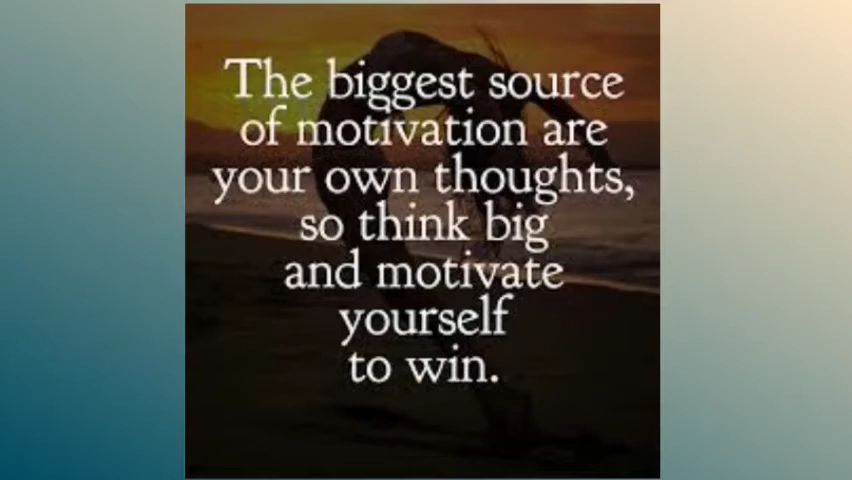 The biggest source
of motivation are
your own thoughts,
so think big
and motivate
yourself
to win.